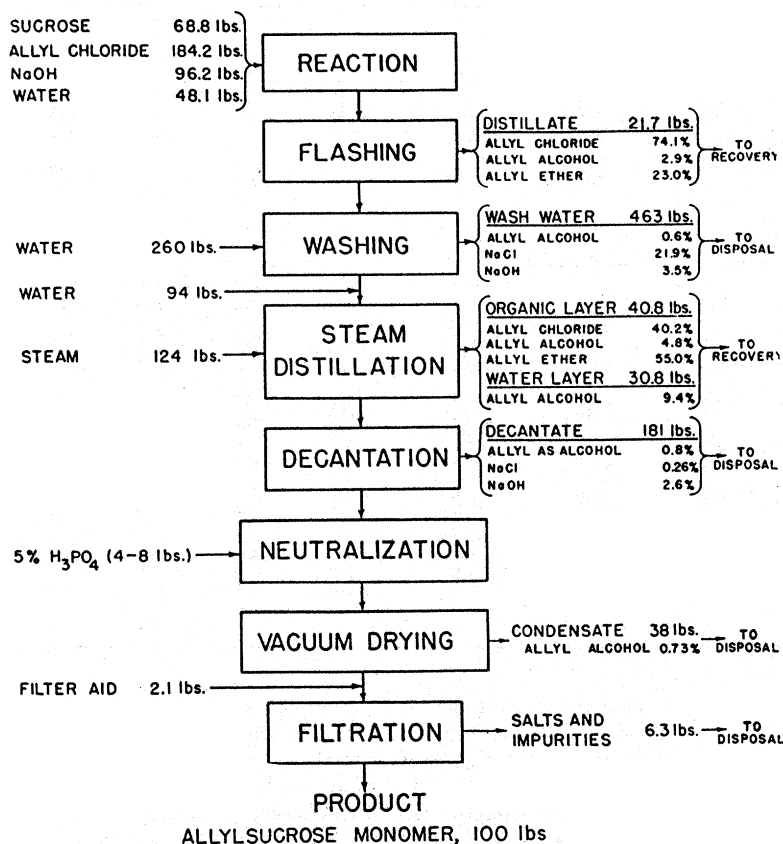 SUCROSE 68.8 lbs.
ALLYL CHLORIDE 184.2 lbs.
NaOH 96.2 lbs.
WATER 48.1 lbs.
REACTION
FLASHING
DISTILLATE 21.7 lbs.
ALLYL CHLORIDE 74.1%
ALLYL ALCOHOL 2.9%
ALLYL ETHER 23.0%
TO RECOVERY
WATER 260 lbs.
WASHING
WASH WATER 463 lbs.
ALLYL ALCOHOL 0.6%
NaCl 21.9%
NaOH 3.5%
TO DISPOSAL
WATER 94 lbs.
STEAM 124 lbs.
STEAM
DISTILLATION
ORGANIC LAYER 40.8 lbs.
ALLYL CHLORIDE 40.2%
ALLYL ALCOHOL 4.8%
ALLYL ETHER 55.0%
WATER LAYER 30.8 lbs.
ALLYL ALCOHOL 9.4%
TO RECOVERY
DECANTATION
DECANTATE 181 lbs.
ALLYL AS ALCOHOL 0.8%
NaCl 0.26%
NaOH 2.6%
TO DISPOSAL
5% H3PO4 (4-8 lbs.)
NEUTRALIZATION
VACUUM DRYING
CONDENSATE 38 lbs.
ALLYL ALCOHOL 0.73%
TO DISPOSAL
FILTER AID 2.1 lbs.
FILTRATION
SALTS AND
IMPURITIES 6.3 lbs.
TO DISPOSAL
PRODUCT
ALLYLSUCROSE MONOMER, 100 lbs